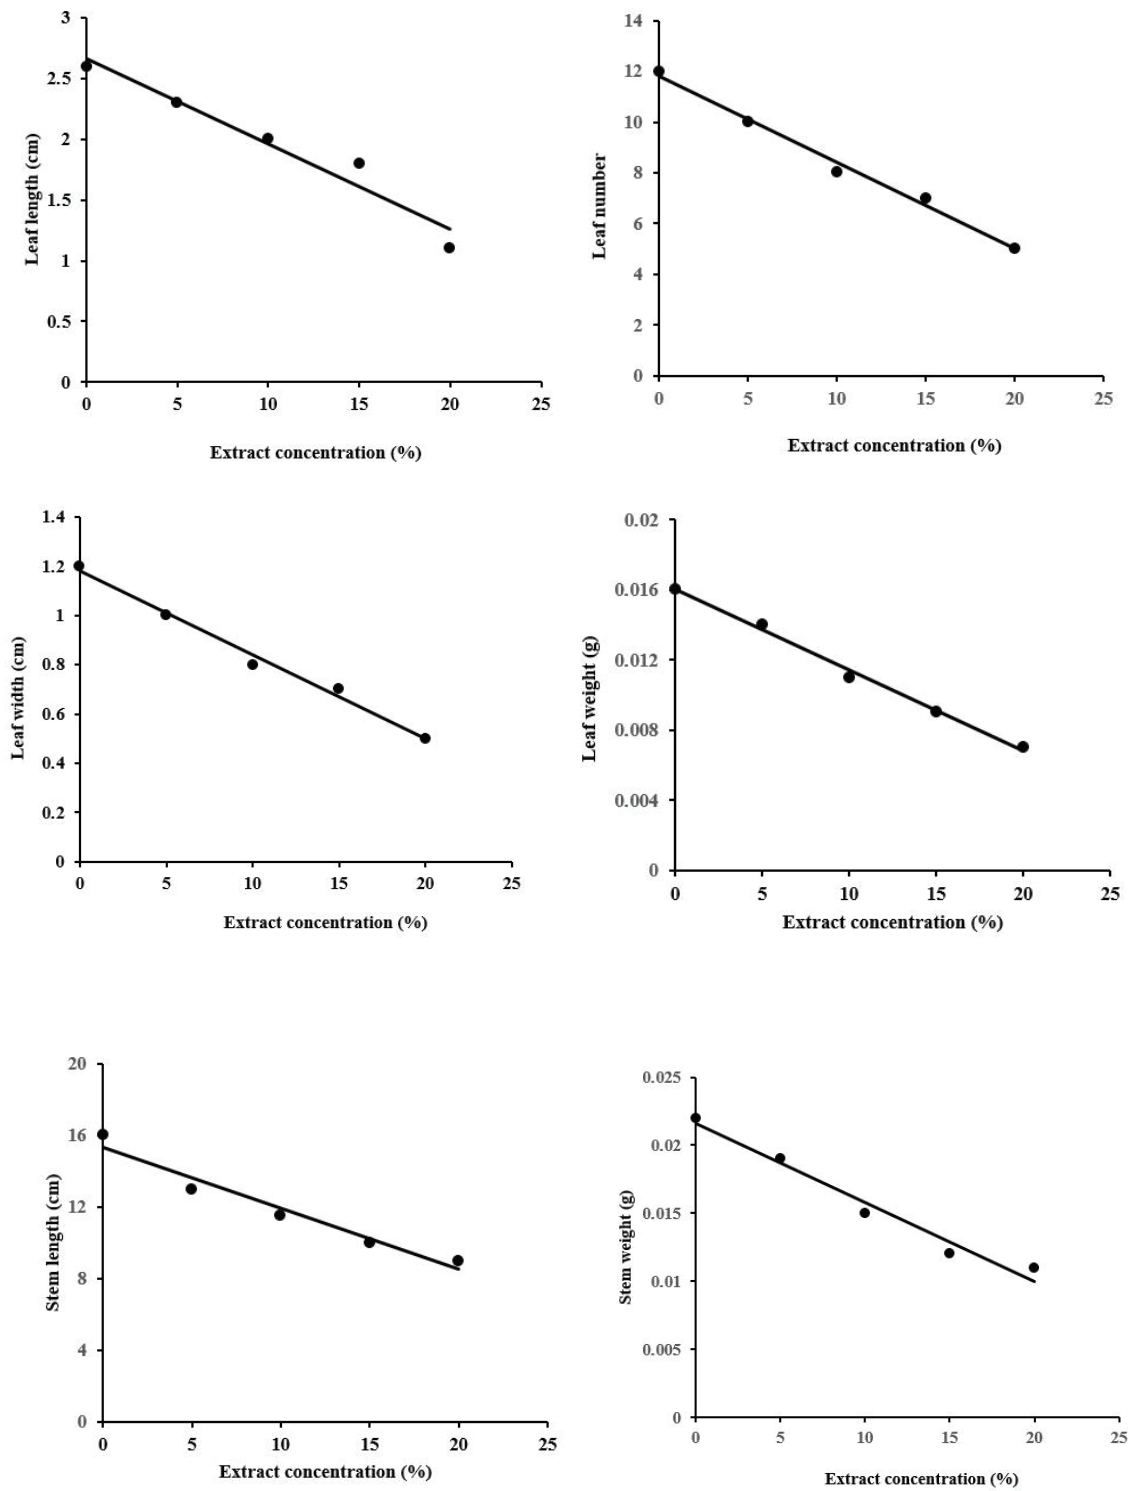 3
2.5
2
1.5
1
0.5
0
0 5 10 15 20 25
Leaf length (cm)
Extract concentration (%)
14
12
10
8
6
4
2
0
0 5 10 15 20 25
Leaf number
Extract concentration (%)
1.4
1.2
1
0.8
0.6
0.4
0.2
0
0 5 10 15 20 25
Leaf width (cm)
Extract concentration (%)
0.02
0.016
0.012
0.008
0.004
0
0 5 10 15 20 25
Leaf weight (g)
Extract concentration (%)
20
16
12
8
4
0
0 5 10 15 20 25
Stem length (cm)
Extract concentration (%)
0.025
0.02
0.015
0.01
0.005
0
0 5 10 15 20 25
Stem weight (g)
Extract concentration (%)